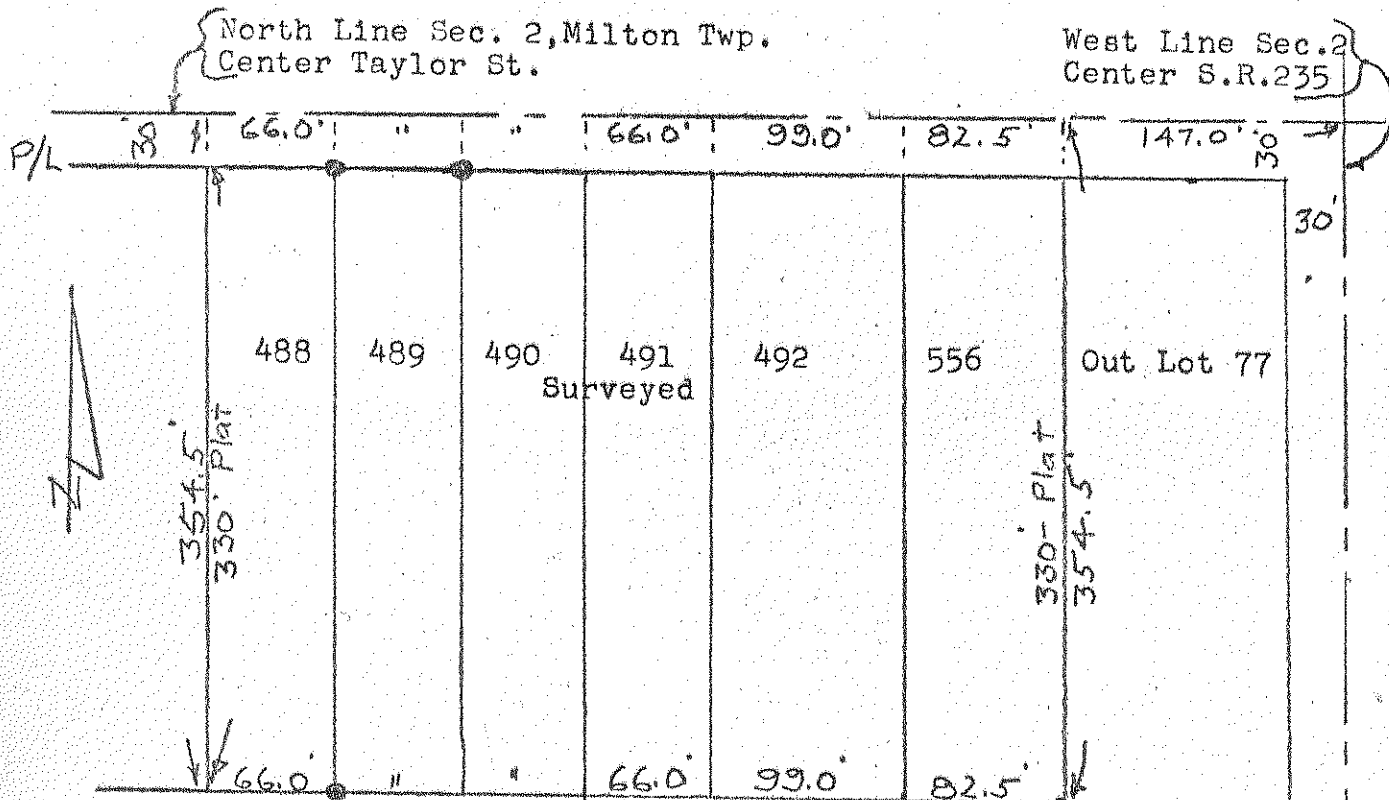 North Line Sec. 2,Milton Twp.
Center Taylor St.
West Line Sec.2
Center S.R.235
30 66.0' " " 66.0' 99.0' 82.5' 147.0' 30'
P/L
30'
488 489 490 491 492 556 Out Lot 77
Surveyed
N
354.5'
330' Plat
330' Plat
354.5'
66.0' " " 66.0' 99.0' 82.5'